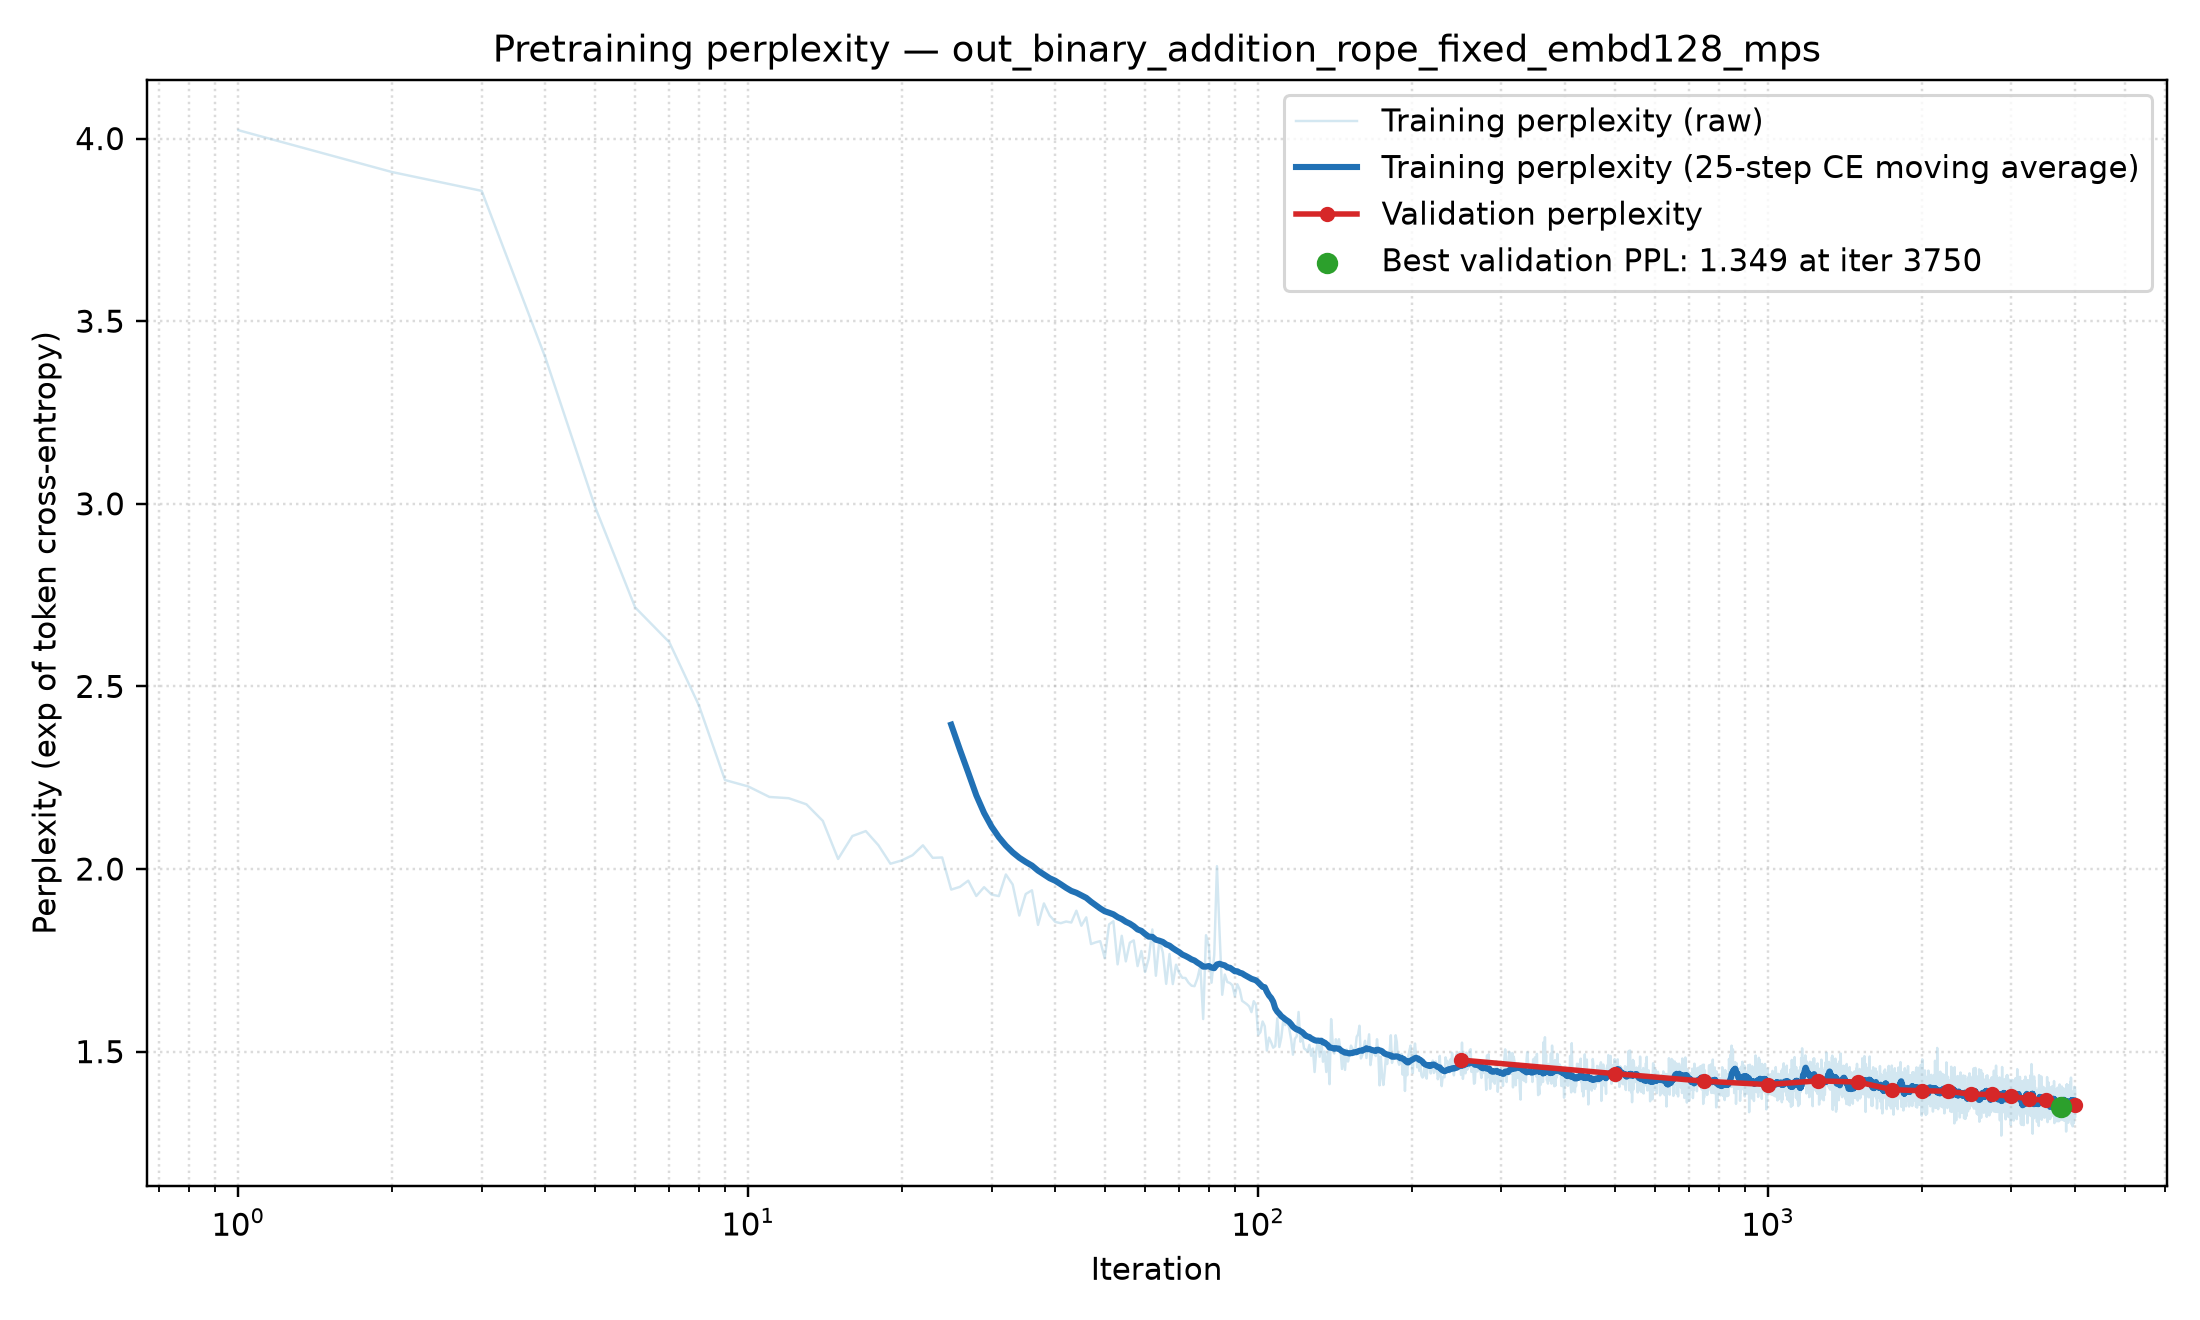 Pretraining perplexity — out_binary_addition_rope_fixed_embd128_mps
Training perplexity (raw)
Training perplexity (25-step CE moving average)
Validation perplexity
Best validation PPL: 1.349 at iter 3750
Perplexity (exp of token cross-entropy)
4.0
3.5
3.0
2.5
2.0
1.5
10⁰
10¹
10²
10³
Iteration